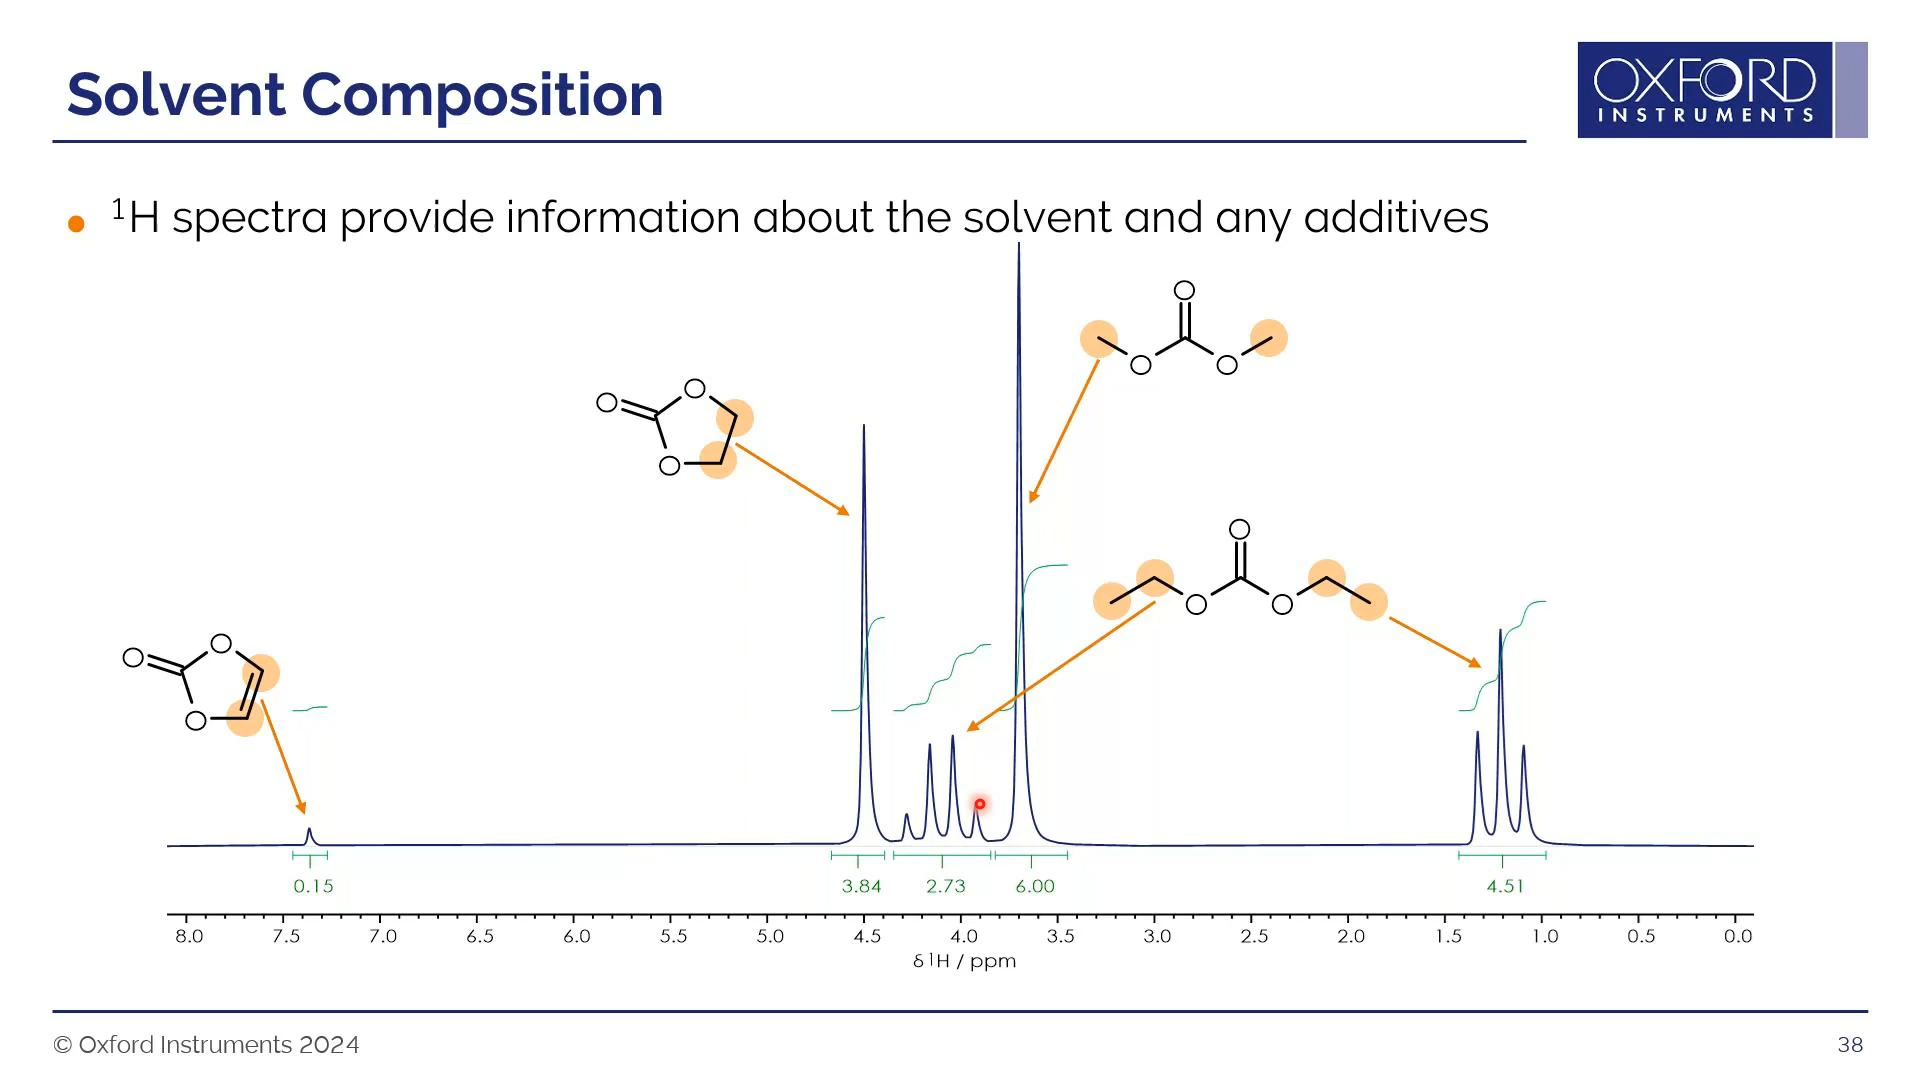 Solvent Composition
OXFORD
INSTRUMENTS
• ¹H spectra provide information about the solvent and any additives
O
O
O
O
O
O
O
O
O
O
O
O
0.15 3.84 2.73 6.00 4.51
8.0 7.5 7.0 6.5 6.0 5.5 5.0 4.5 4.0 3.5 3.0 2.5 2.0 1.5 1.0 0.5 0.0
δ ¹H / ppm
© Oxford Instruments 2024
38